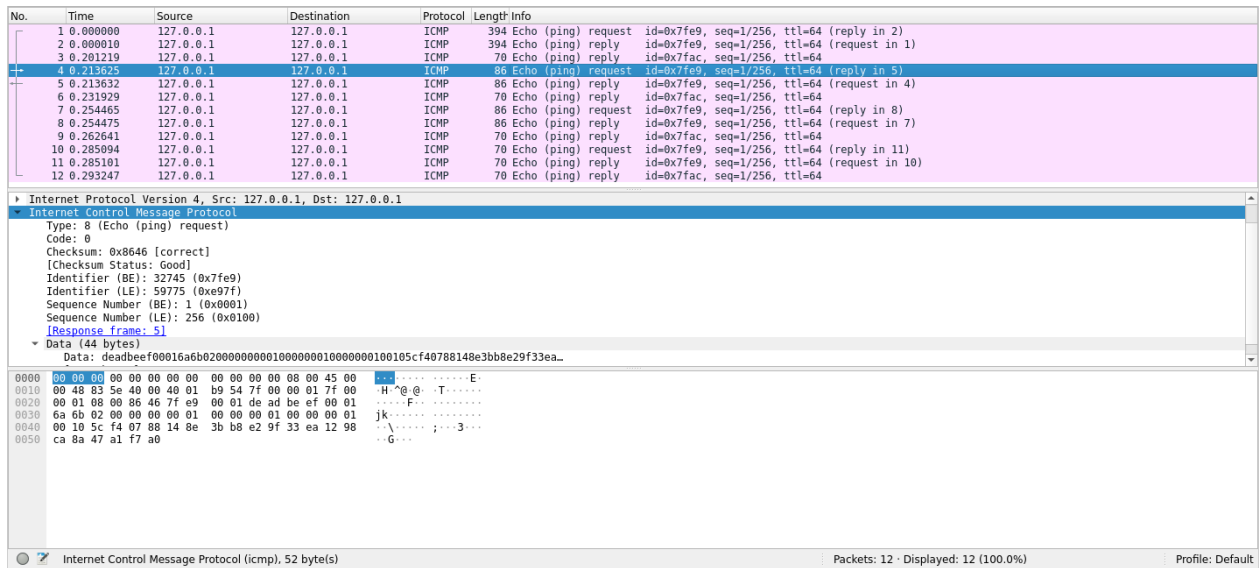 No. Time Source Destination Protocol Length Info
1 0.000000 127.0.0.1 127.0.0.1 ICMP 394 Echo (ping) request id=0x7fe9, seq=1/256, ttl=64 (reply in 2)
2 0.000010 127.0.0.1 127.0.0.1 ICMP 394 Echo (ping) reply id=0x7fe9, seq=1/256, ttl=64 (request in 1)
3 0.201219 127.0.0.1 127.0.0.1 ICMP 70 Echo (ping) reply id=0x7fac, seq=1/256, ttl=64
4 0.213625 127.0.0.1 127.0.0.1 ICMP 86 Echo (ping) request id=0x7fe9, seq=1/256, ttl=64 (reply in 5)
5 0.213632 127.0.0.1 127.0.0.1 ICMP 86 Echo (ping) reply id=0x7fe9, seq=1/256, ttl=64 (request in 4)
6 0.231929 127.0.0.1 127.0.0.1 ICMP 70 Echo (ping) reply id=0x7fac, seq=1/256, ttl=64
7 0.254465 127.0.0.1 127.0.0.1 ICMP 86 Echo (ping) request id=0x7fe9, seq=1/256, ttl=64 (reply in 8)
8 0.254475 127.0.0.1 127.0.0.1 ICMP 86 Echo (ping) reply id=0x7fe9, seq=1/256, ttl=64 (request in 7)
9 0.262641 127.0.0.1 127.0.0.1 ICMP 70 Echo (ping) reply id=0x7fac, seq=1/256, ttl=64
10 0.285094 127.0.0.1 127.0.0.1 ICMP 70 Echo (ping) request id=0x7fe9, seq=1/256, ttl=64 (reply in 11)
11 0.285101 127.0.0.1 127.0.0.1 ICMP 70 Echo (ping) reply id=0x7fe9, seq=1/256, ttl=64 (request in 10)
12 0.293247 127.0.0.1 127.0.0.1 ICMP 70 Echo (ping) reply id=0x7fac, seq=1/256, ttl=64
Internet Protocol Version 4, Src: 127.0.0.1, Dst: 127.0.0.1
Internet Control Message Protocol
Type: 8 (Echo (ping) request)
Code: 0
Checksum: 0x8646 [correct]
[Checksum Status: Good]
Identifier (BE): 32745 (0x7fe9)
Identifier (LE): 59775 (0xe97f)
Sequence Number (BE): 1 (0x0001)
Sequence Number (LE): 256 (0x0100)
[Response frame: 5]
Data (44 bytes)
Data: deadbeef00016a6b020000000001000000010000000100105cf40788148e3bb8e29f33ea…
0000 00 00 00 00 00 00 00 00 00 00 00 00 08 00 45 00 ··············E·
0010 00 48 83 5e 40 00 40 01 b9 54 7f 00 00 01 7f 00 ·H·^@·@· ·T······
0020 00 01 08 00 86 46 7f e9 00 01 de ad be ef 00 01 ·····F·· ········
0030 6a 6b 02 00 00 00 00 01 00 00 00 01 00 00 00 01 jk······ ········
0040 00 10 5c f4 07 88 14 8e 3b b8 e2 9f 33 ea 12 98 ··\····· ;···3···
0050 ca 8a 47 a1 f7 a0 ··G···
Internet Control Message Protocol (icmp), 52 byte(s) Packets: 12 · Displayed: 12 (100.0%) Profile: Default